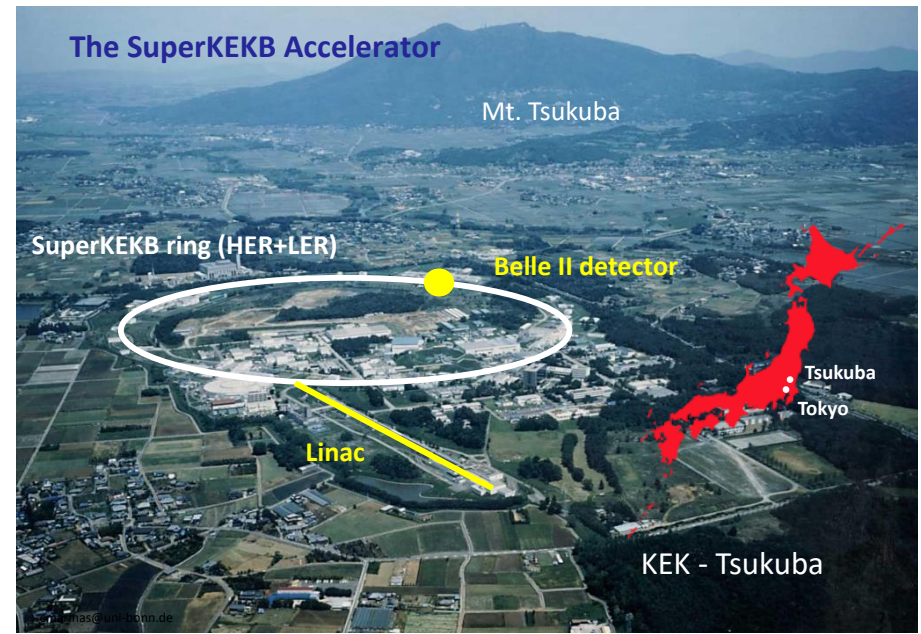 The SuperKEKB Accelerator
Mt. Tsukuba
SuperKEKB ring (HER+LER)
Belle II detector
Tsukuba
Tokyo
Linac
KEK - Tsukuba